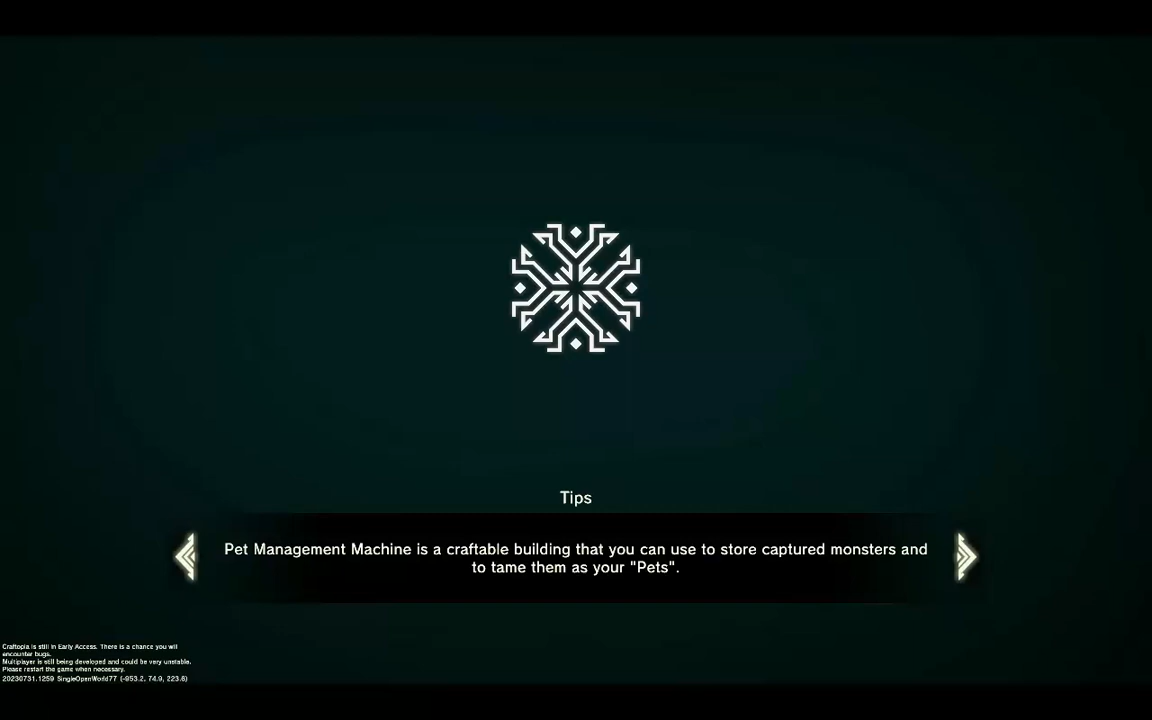 Tips
Pet Management Machine is a craftable building that you can use to store captured monsters and
to tame them as your "Pets".
Craftopia is still in Early Access. There is a chance you will
encounter bugs.
Multiplayer is still being developed and could be very unstable.
Please restart the game when necessary.
20230731.1259 SingleOpenWorld77 (-953.2, 74.9, 223.6)